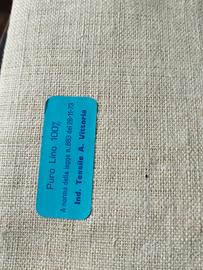 Puro Lino 100%
A norma della legge n. 883 del 26-11-73
Ind. Tessile A. Vittoria